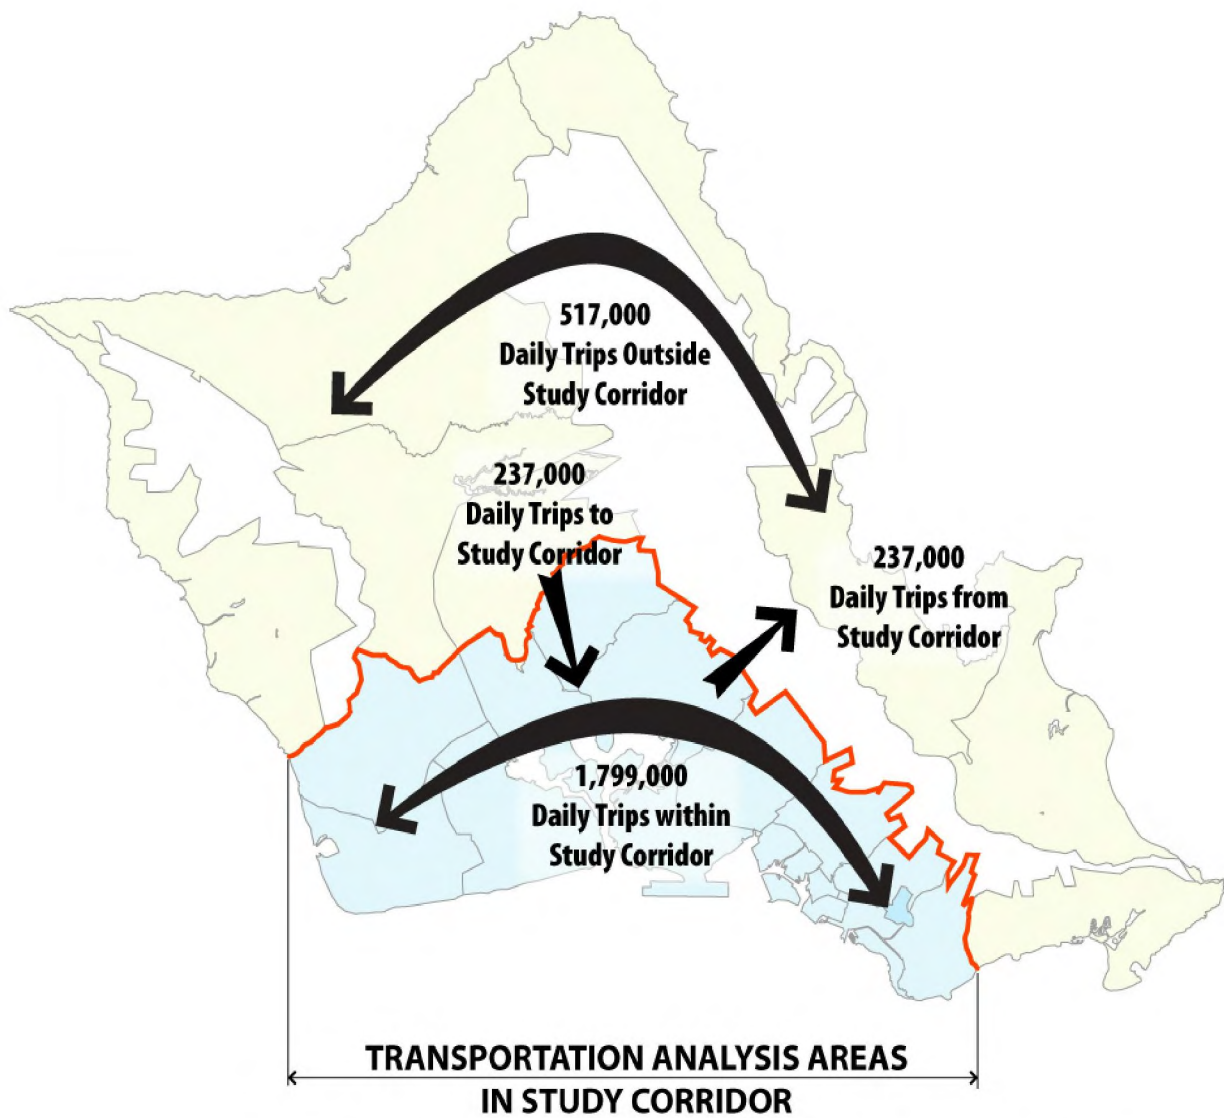 517,000
Daily Trips Outside
Study Corridor
237,000
Daily Trips to
Study Corridor
237,000
Daily Trips from
Study Corridor
1,799,000
Daily Trips within
Study Corridor
TRANSPORTATION ANALYSIS AREAS
IN STUDY CORRIDOR